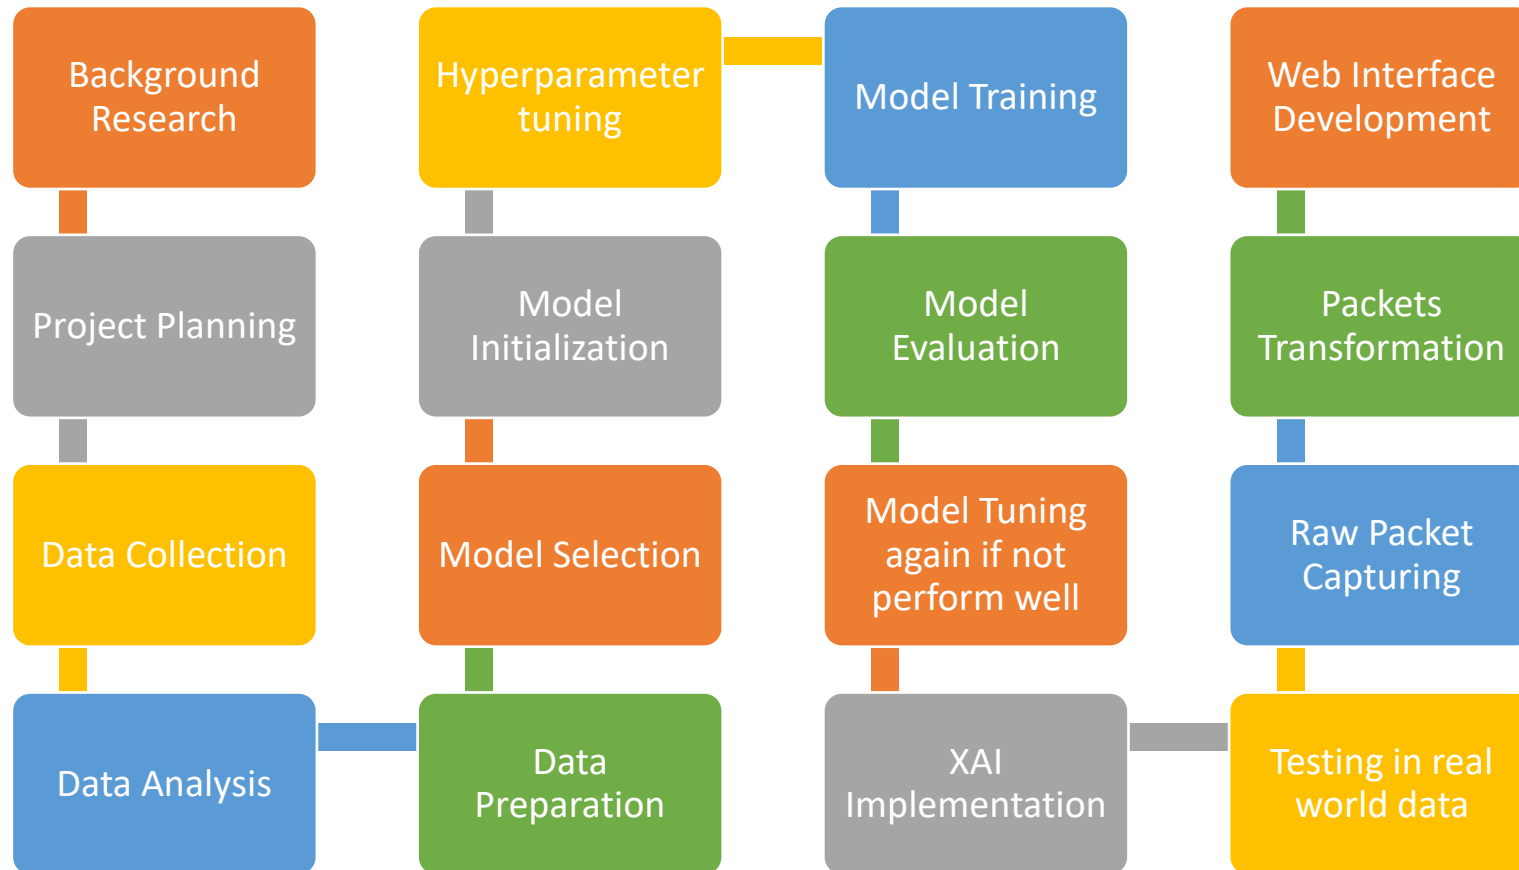 Background
Research
Project Planning
Data Collection
Data Analysis
Data
Preparation
Model Selection
Model
Initialization
Hyperparameter
tuning
Model Training
Model
Evaluation
Model Tuning
again if not
perform well
XAI
Implementation
Testing in real
world data
Raw Packet
Capturing
Packets
Transformation
Web Interface
Development